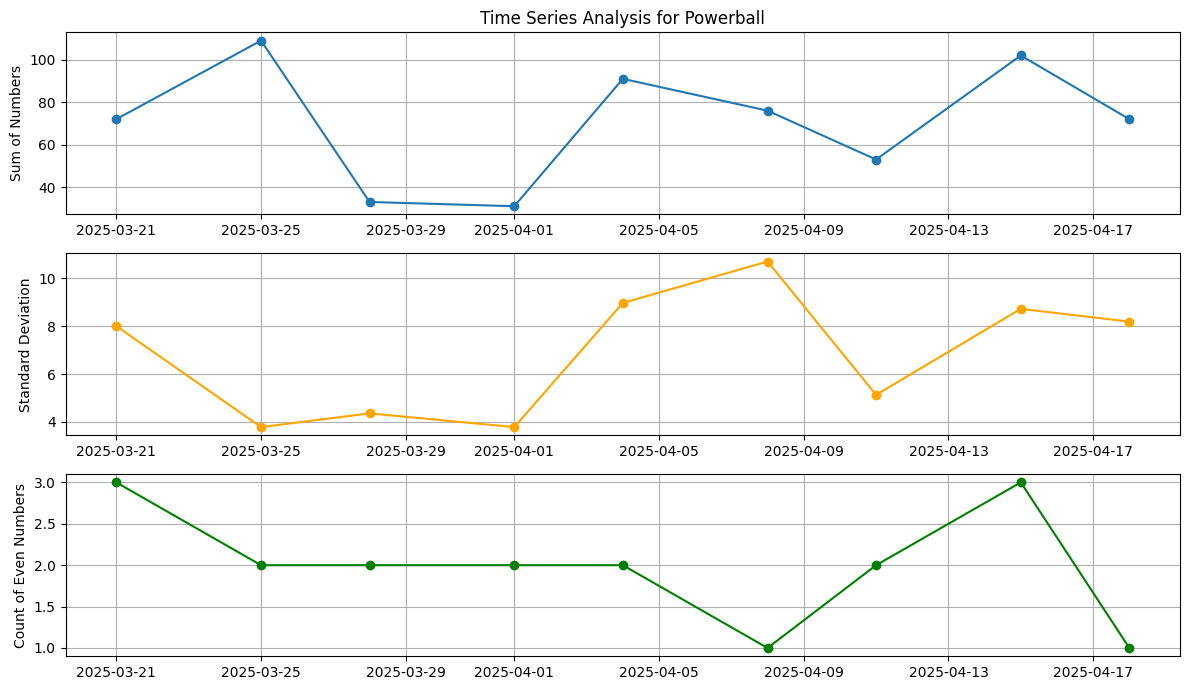 Time Series Analysis for Powerball
Sum of Numbers
100
80
60
40
2025-03-21 2025-03-25 2025-03-29 2025-04-01 2025-04-05 2025-04-09 2025-04-13 2025-04-17
Standard Deviation
10
8
6
4
2025-03-21 2025-03-25 2025-03-29 2025-04-01 2025-04-05 2025-04-09 2025-04-13 2025-04-17
Count of Even Numbers
3.0
2.5
2.0
1.5
1.0
2025-03-21 2025-03-25 2025-03-29 2025-04-01 2025-04-05 2025-04-09 2025-04-13 2025-04-17